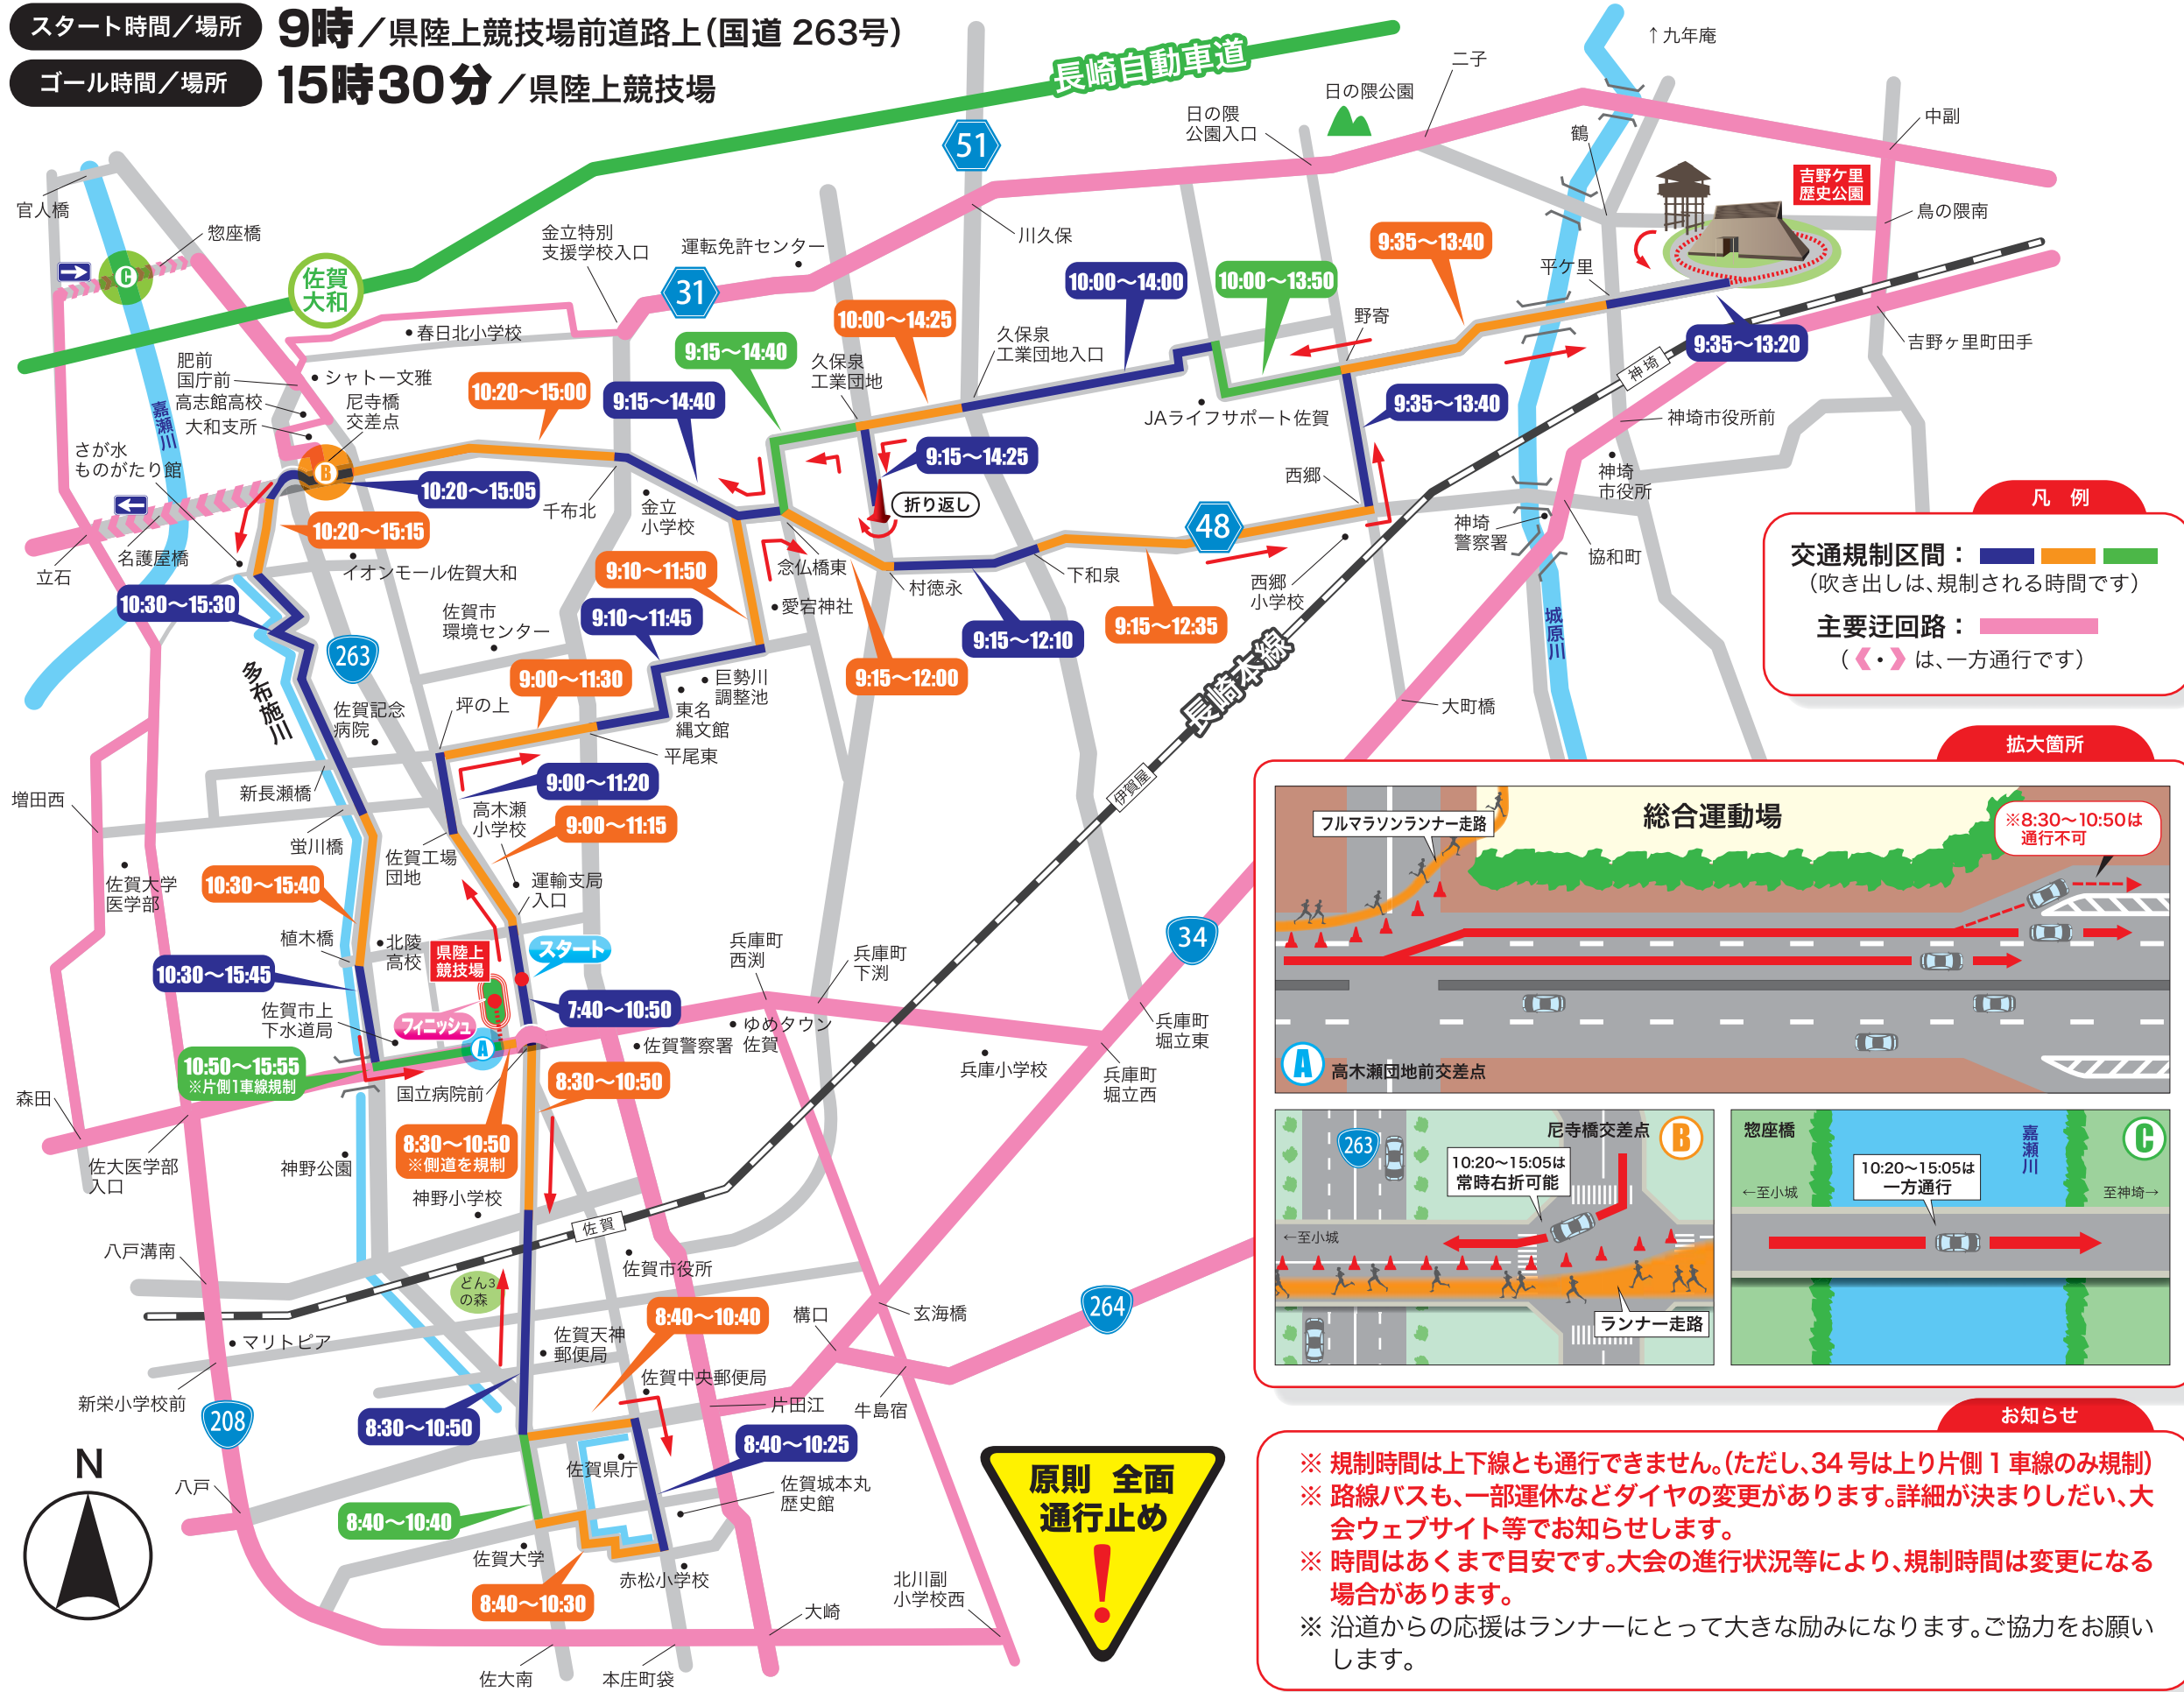 スタート時間／場所
9時／県陸上競技場前道路上（国道 263号）
ゴール時間／場所
15時30分／県陸上競技場
長崎自動車道
↑九年庵
二子
日の隈公園
日の隈
公園入口
中副
鶴
51
吉野ケ里
歴史公園
鳥の隈南
官人橋
惣座橋
C
金立特別
支援学校入口
運転免許センター
川久保
9:35〜13:40
平ケ里
佐賀
大和
31
10:00〜14:00
10:00〜13:50
10:00〜14:25
春日北小学校
9:15〜14:40
久保泉
工業団地入口
野寄
9:35〜13:20
吉野ヶ里町田手
肥前
国庁前
シャトー文雅
久保泉
工業団地
神埼
高志館高校
尼寺橋
交差点
10:20〜15:00
9:15〜14:40
9:35〜13:40
JAライフサポート佐賀
神埼市役所前
大和支所
嘉瀬川
さが水
ものがたり館
B
9:15〜14:25
西郷
神埼
市役所
10:20〜15:05
千布北
金立
小学校
折り返し
凡　例
10:20〜15:15
48
神埼
警察署
協和町
交通規制区間：
（吹き出しは、規制される時間です）
主要迂回路：
（ ・ は、一方通行です）
立石
名護屋橋
イオンモール佐賀大和
9:10〜11:50
念仏橋東
村徳永
下和泉
西郷
小学校
10:30〜15:30
佐賀市
環境センター
9:10〜11:45
愛宕神社
9:15〜12:10
9:15〜12:35
城原川
263
多布施川
9:00〜11:30
巨勢川
調整池
9:15〜12:00
長崎本線
佐賀記念
病院
坪の上
東名
縄文館
大町橋
平尾東
拡大箇所
増田西
新長瀬橋
9:00〜11:20
伊賀屋
高木瀬
小学校
9:00〜11:15
蛍川橋
佐賀工場
団地
佐賀大学
医学部
10:30〜15:40
運輸支局
入口
フルマラソンランナー走路
総合運動場
※8:30〜10:50は
通行不可
植木橋
北陵
高校
県陸上
競技場
スタート
兵庫町
西渕
兵庫町
下渕
34
10:30〜15:45
7:40〜10:50
佐賀市上
下水道局
フィニッシュ
ゆめタウン
佐賀
兵庫町
堀立東
A
佐賀警察署
10:50〜15:55
※片側1車線規制
兵庫小学校
兵庫町
堀立西
A
高木瀬団地前交差点
森田
国立病院前
8:30〜10:50
8:30〜10:50
※側道を規制
佐大医学部
入口
神野公園
神野小学校
263
尼寺橋交差点
B
10:20〜15:05は
常時右折可能
←至小城
ランナー走路
惣座橋
嘉瀬川
C
10:20〜15:05は
一方通行
←至小城
至神埼→
佐賀
八戸溝南
佐賀市役所
どん3
の森
264
8:40〜10:40
横口
玄海橋
マリトピア
佐賀天神
郵便局
佐賀中央郵便局
新栄小学校前
208
片田江
牛島宿
8:30〜10:50
8:40〜10:25
お知らせ
N
佐賀県庁
原則　全面
通行止め
！
※ 規制時間は上下線とも通行できません。（ただし、34 号は上り片側 1 車線のみ規制）
※ 路線バスも、一部運休などダイヤの変更があります。詳細が決まりしだい、大
会ウェブサイト等でお知らせします。
※ 時間はあくまで目安です。大会の進行状況等により、規制時間は変更になる
場合があります。
※ 沿道からの応援はランナーにとって大きな励みになります。ご協力をお願い
します。
八戸
8:40〜10:40
佐賀城本丸
歴史館
佐賀大学
赤松小学校
8:40〜10:30
北川副
小学校西
大崎
佐大南
本庄町袋